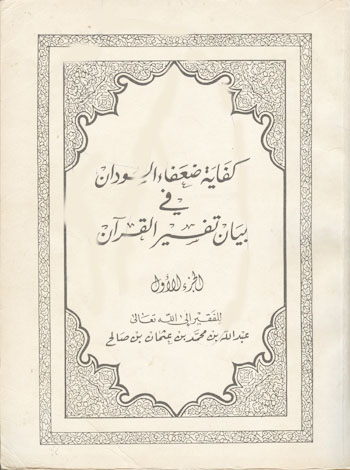 كفاية ضعفاء السودان
في
بيان تفسير القرآن
الجزء الأول
للفقير إلى الله تعالى
عبد الله بن محمد بن عثمان بن صالح